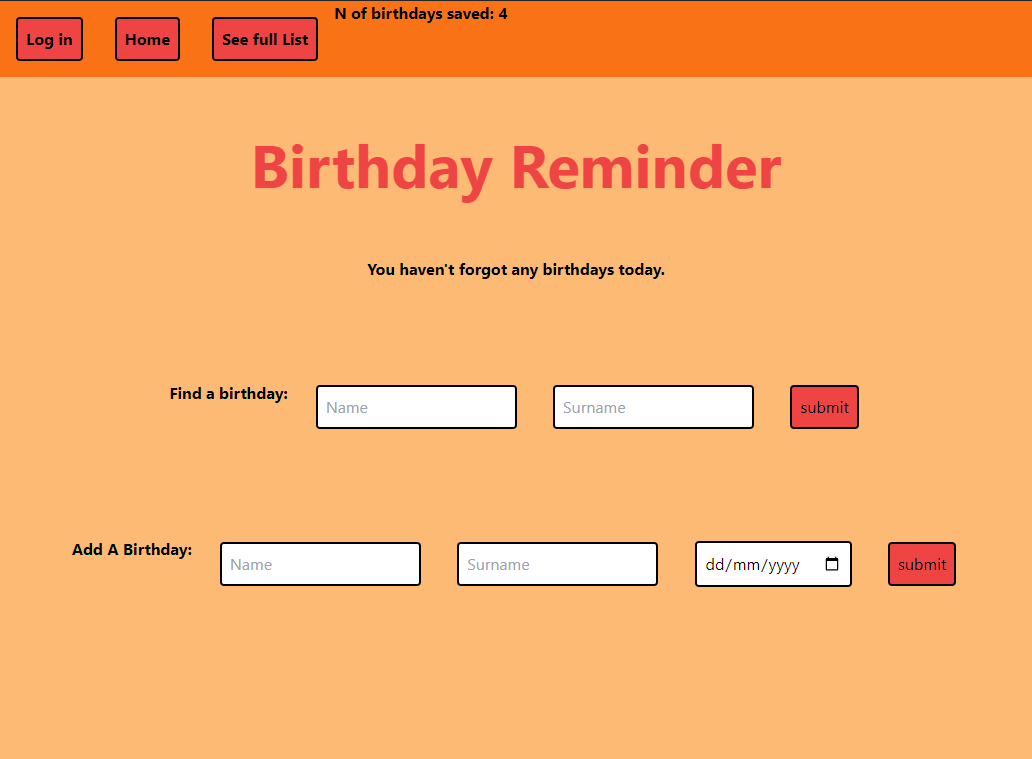 Log in Home See full List N of birthdays saved: 4
Birthday Reminder
You haven't forgot any birthdays today.
Find a birthday: Name Surname submit
Add A Birthday: Name Surname dd/mm/yyyy submit